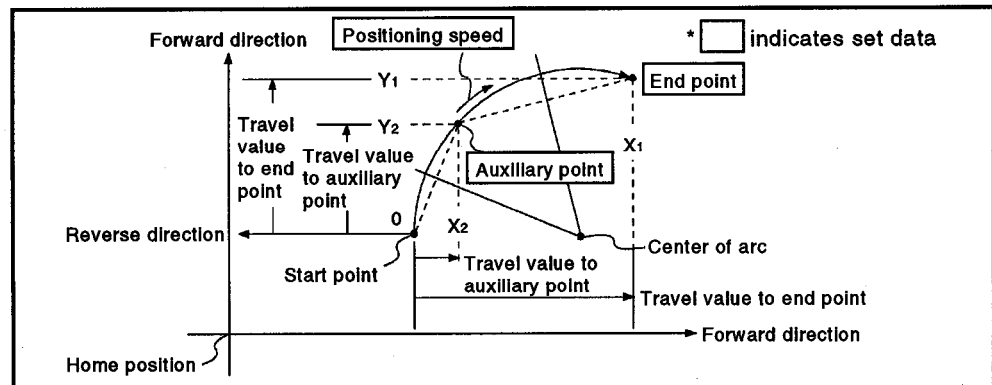 Forward direction
Positioning speed
* indicates set data
Y1
End point
Travel
value
to end
point
Y2
Travel value
to auxiliary
point
Auxiliary point
X1
0
X2
Reverse direction
Start point
Center of arc
Travel value to
auxiliary point
Travel value to end point
Forward direction
Home position